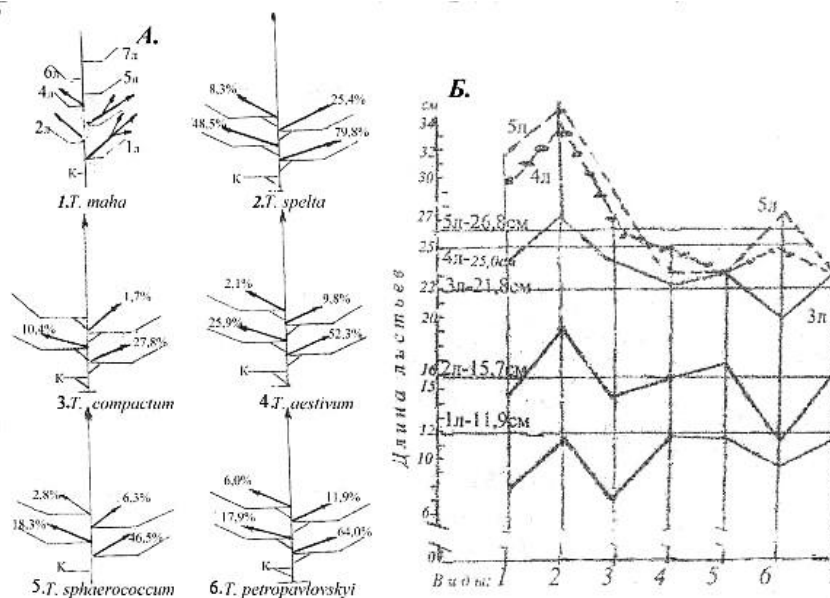 А.
7л
6л
5л
4л
2л
1л
К
1.T. maha
8,3%
25,4%
48,5%
79,8%
К
2.T. spelta
1,7%
10,4%
27,8%
К
3.T. compactum
2,1%
9,8%
25,9%
52,3%
К
4.T. aestivum
2,8%
6,3%
18,3%
46,5%
К
5.T. sphaerococcum
6,0%
11,9%
17,9%
64,0%
К
6.T. petropavlovskyi
Б.
см
34
30
27
25
22
20
16
15
12
10
6
0
Длина лъстьев
5л
4л
5л-26,8см
5л
4л-25,0см
3л-21,8см
3л
2л-15,7см
1л-11,9см
Виды: 1 2 3 4 5 6